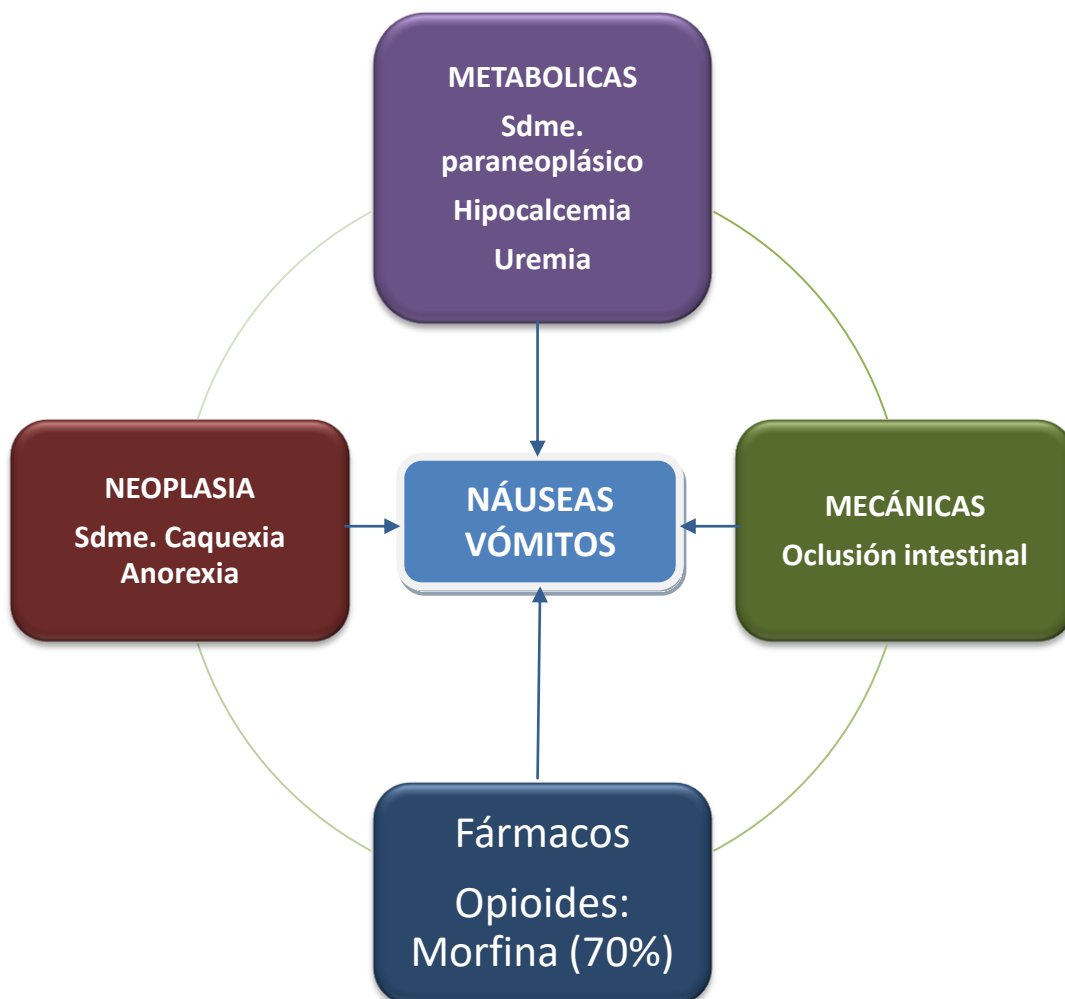 METABOLICAS
Sdme.
paraneoplásico
Hipocalcemia
Uremia
NEOPLASIA
Sdme. Caquexia
Anorexia
NÁUSEAS
VÓMITOS
MECÁNICAS
Oclusión intestinal
Fármacos
Opioides:
Morfina (70%)